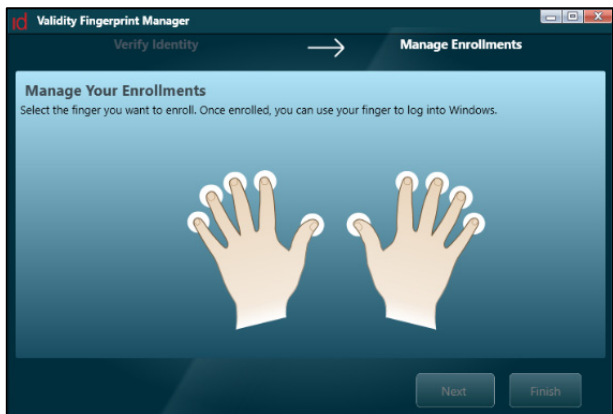 id Validity Fingerprint Manager
Verify Identity Manage Enrollments
Manage Your Enrollments
Select the finger you want to enroll. Once enrolled, you can use your finger to log into Windows.
Next Finish